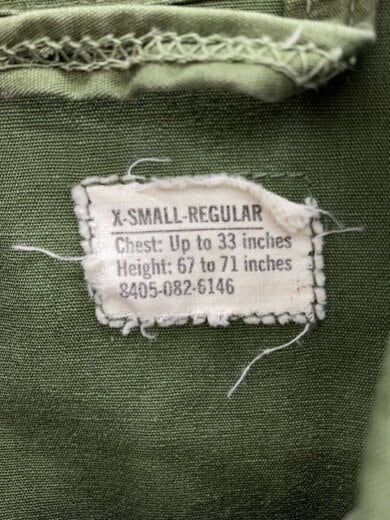 X-SMALL-REGULAR
Chest: Up to 33 inches
Height: 67 to 71 inches
8405-082-6146